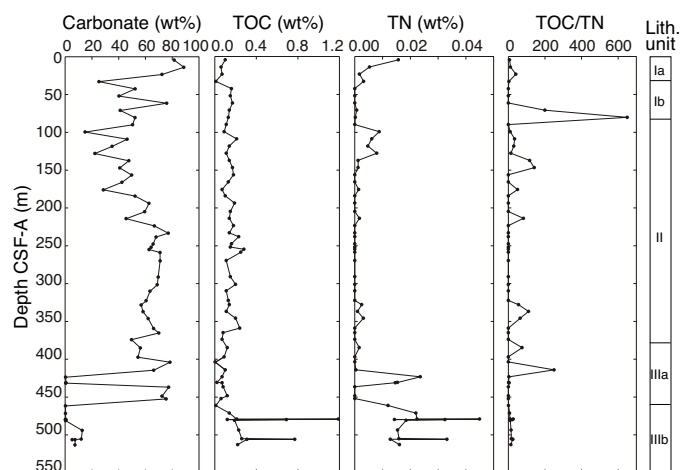 Carbonate (wt%) TOC (wt%) TN (wt%) TOC/TN Lith. unit
0 20 40 60 80 100 0.0 0.4 0.8 1.2 0.00 0.02 0.04 0 200 400 600
Depth CSF-A (m)
0
50
100
150
200
250
300
350
400
450
500
550
Ia
Ib
II
IIIa
IIIb